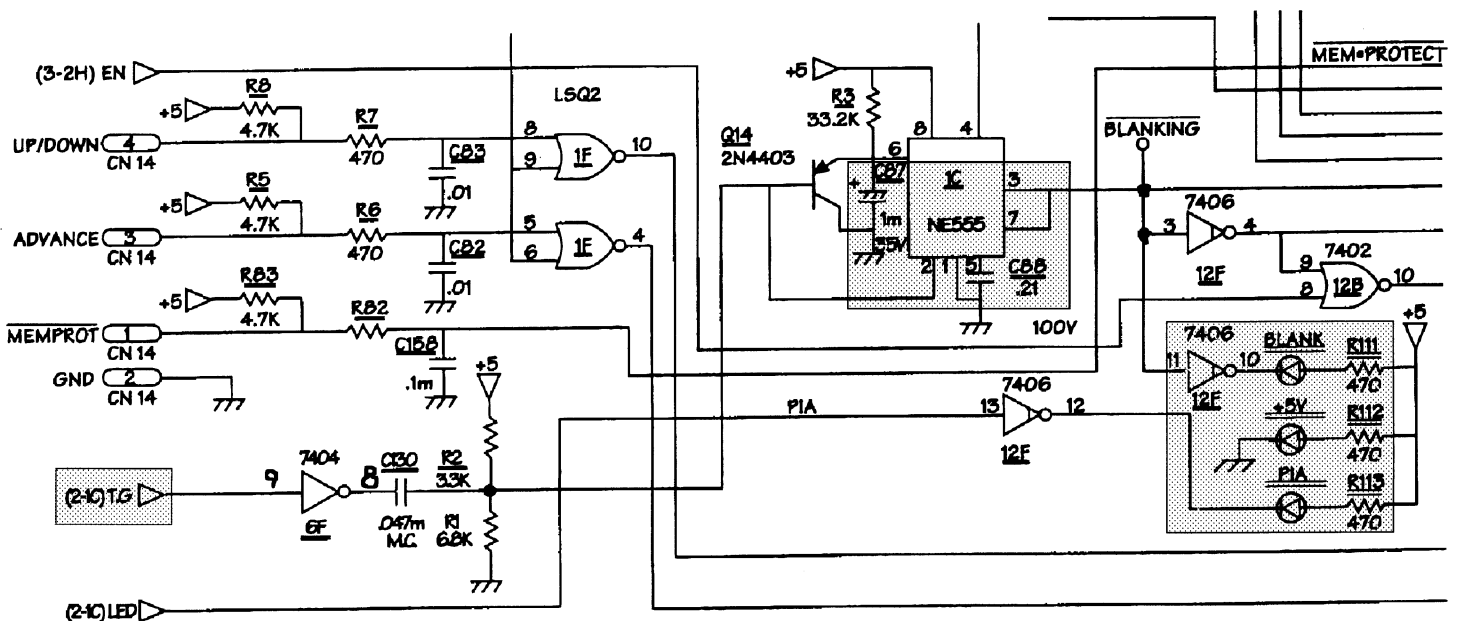 (3-2H) EN
+5
R8
4.7K
UP/DOWN
4
CN 14
R7
470
C83
.01
LSQ2
8
9
1F
10
+5
R5
4.7K
ADVANCE
3
CN 14
R6
470
C82
.01
5
6
1F
4
+5
R83
4.7K
MEMPROT
1
CN 14
R82
C158
.1m
GND
2
CN 14
+5
R3
33.2K
Q14
2N4403
8
4
6
C87
+
1m
35V
1C
NE555
3
7
2
1
5
C88
.21
100V
BLANKING
MEM•PROTECT
7406
3
4
12F
7402
9
8
12B
10
+5
7406
11
10
12F
BLANK
R111
470
+5V
R112
470
PIA
R113
470
PIA
7406
13
12
12F
(2-1C) T.G
9
7404
8
6F
C130
.047m
M.C.
+5
R2
33K
R1
6.8K
(2-1C) LED